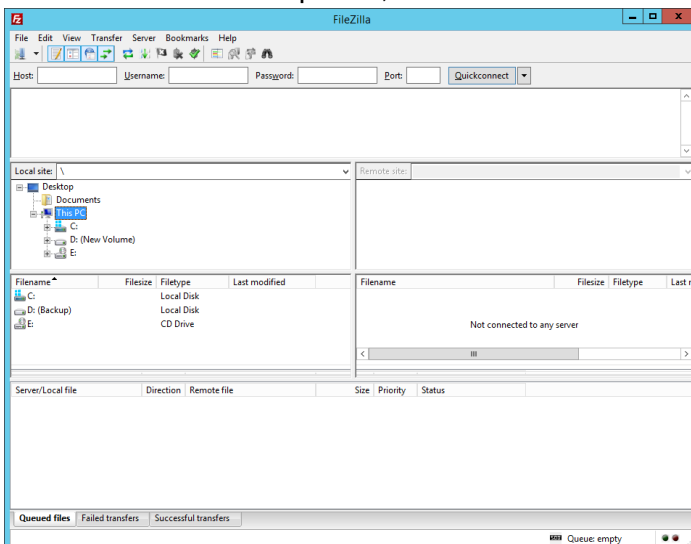 FileZilla
File Edit View Transfer Server Bookmarks Help
Host: Username: Password: Port: Quickconnect
Local site: \
Remote site:
Desktop
Documents
This PC
C:
D: (New Volume)
E:
Filename Filesize Filetype Last modified
C: Local Disk
D: (Backup) Local Disk
E: CD Drive
Filename Filesize Filetype Last
Not connected to any server
Server/Local file Direction Remote file Size Priority Status
Queued files Failed transfers Successful transfers
Queue: empty